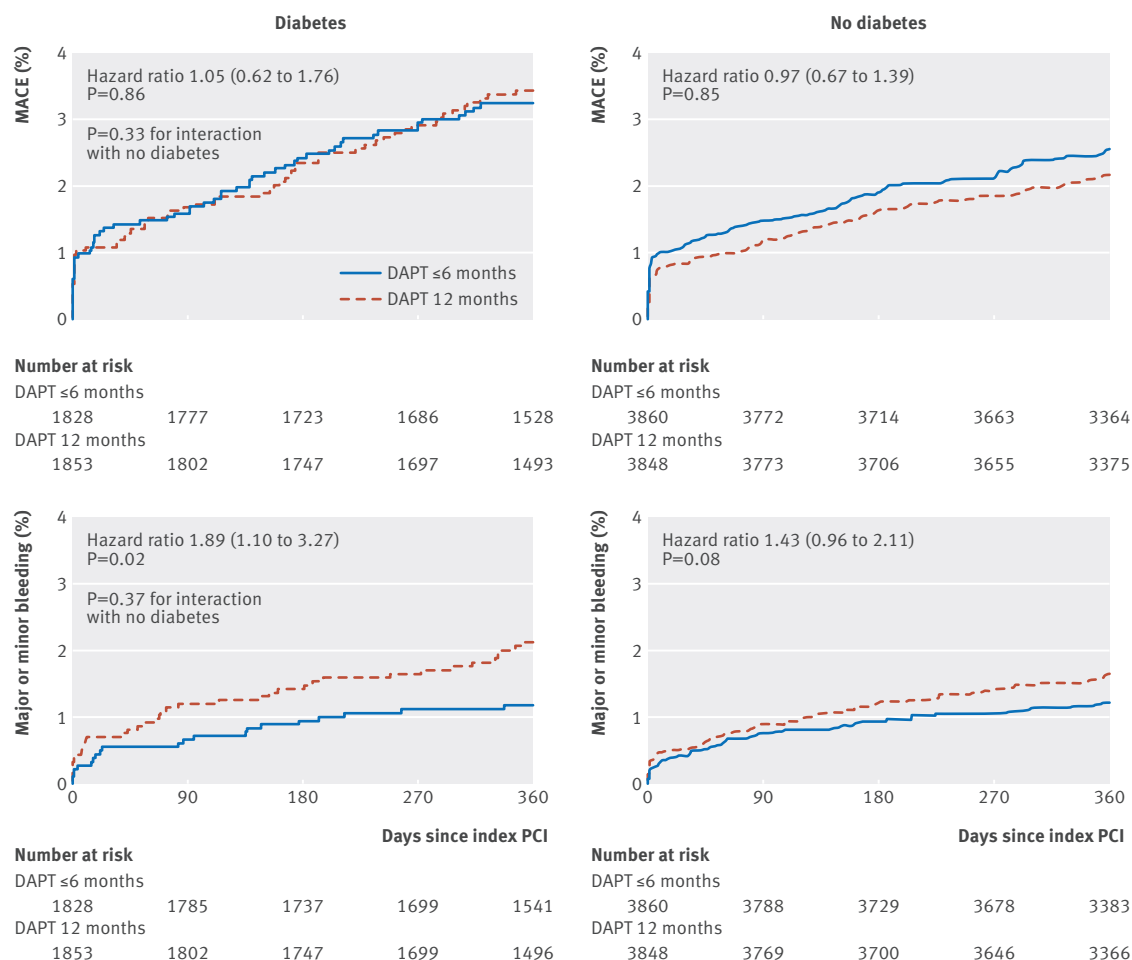 Diabetes
MACE (%)
4
3
2
1
0
Hazard ratio 1.05 (0.62 to 1.76)
P=0.86
P=0.33 for interaction
with no diabetes
DAPT ≤6 months
DAPT 12 months
Number at risk
DAPT ≤6 months
1828 1777 1723 1686 1528
DAPT 12 months
1853 1802 1747 1697 1493
No diabetes
MACE (%)
4
3
2
1
0
Hazard ratio 0.97 (0.67 to 1.39)
P=0.85
Number at risk
DAPT ≤6 months
3860 3772 3714 3663 3364
DAPT 12 months
3848 3773 3706 3655 3375
Major or minor bleeding (%)
4
3
2
1
0
Hazard ratio 1.89 (1.10 to 3.27)
P=0.02
P=0.37 for interaction
with no diabetes
0 90 180 270 360
Days since index PCI
Number at risk
DAPT ≤6 months
1828 1785 1737 1699 1541
DAPT 12 months
1853 1802 1747 1699 1496
Major or minor bleeding (%)
4
3
2
1
0
Hazard ratio 1.43 (0.96 to 2.11)
P=0.08
0 90 180 270 360
Days since index PCI
Number at risk
DAPT ≤6 months
3860 3788 3729 3678 3383
DAPT 12 months
3848 3769 3700 3646 3366